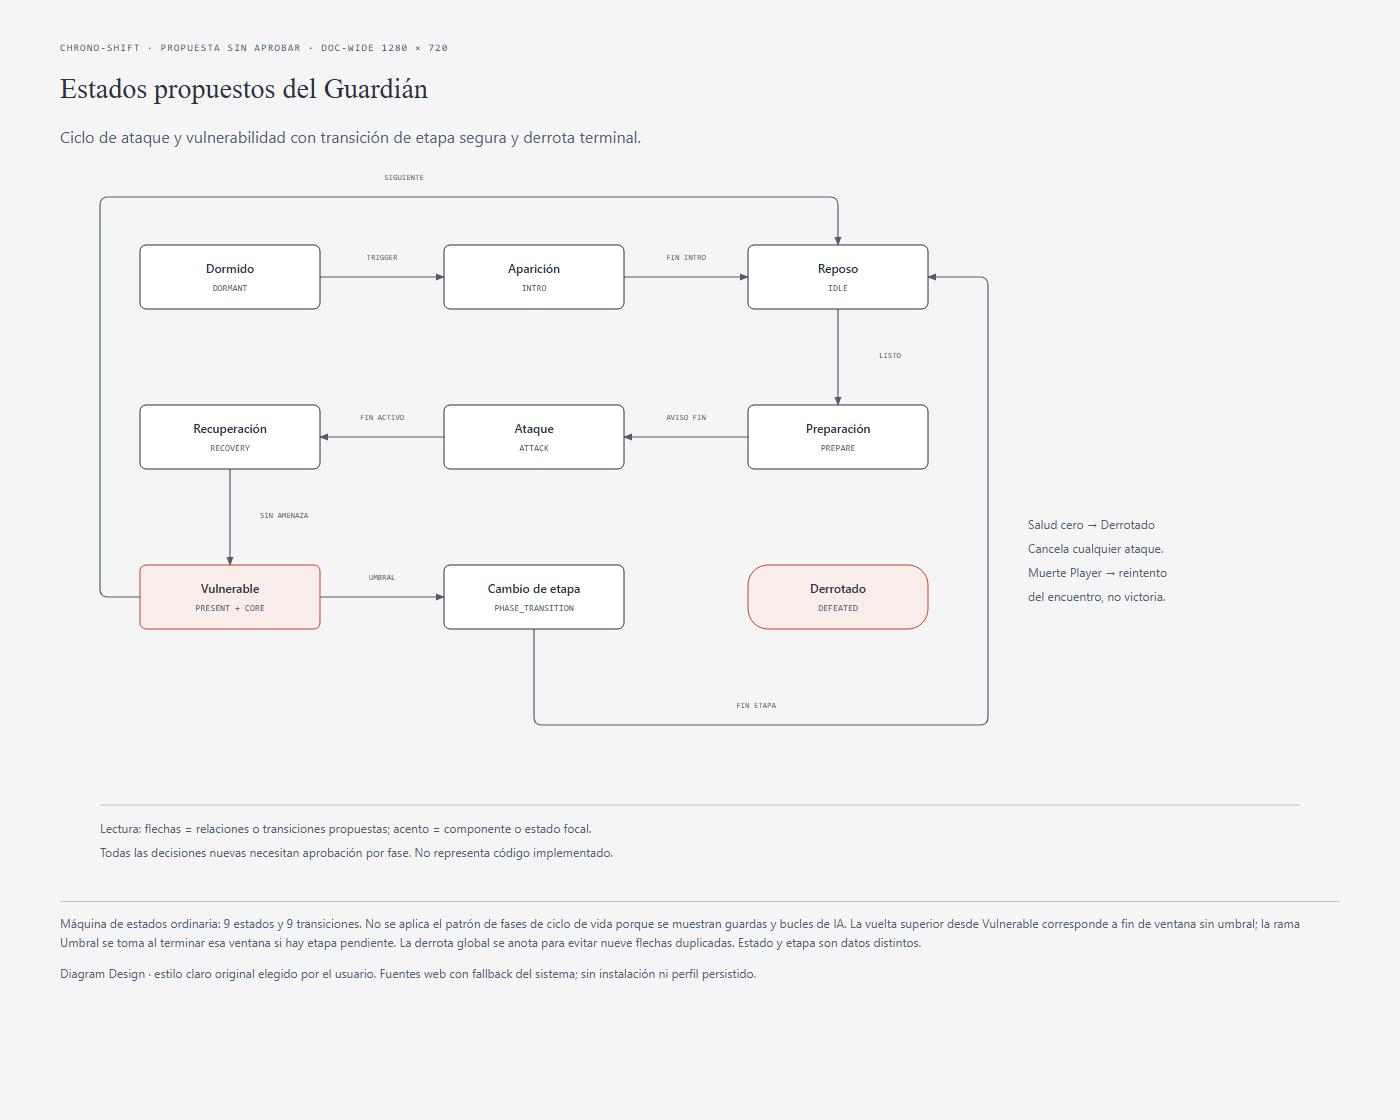 CHRONO-SHIFT · PROPUESTA SIN APROBAR · DOC-WIDE 1280 × 720
Estados propuestos del Guardián
Ciclo de ataque y vulnerabilidad con transición de etapa segura y derrota terminal.
SIGUIENTE
Dormido
DORMANT
TRIGGER
Aparición
INTRO
FIN INTRO
Reposo
IDLE
LISTO
Recuperación
RECOVERY
FIN ACTIVO
Ataque
ATTACK
AVISO FIN
Preparación
PREPARE
SIN AMENAZA
Vulnerable
PRESENT + CORE
UMBRAL
Cambio de etapa
PHASE_TRANSITION
Derrotado
DEFEATED
Salud cero → Derrotado
Cancela cualquier ataque.
Muerte Player → reintento
del encuentro, no victoria.
FIN ETAPA
Lectura: flechas = relaciones o transiciones propuestas; acento = componente o estado focal.
Todas las decisiones nuevas necesitan aprobación por fase. No representa código implementado.
Máquina de estados ordinaria: 9 estados y 9 transiciones. No se aplica el patrón de fases de ciclo de vida porque se muestran guardas y bucles de IA. La vuelta superior desde Vulnerable corresponde a fin de ventana sin umbral; la rama
Umbral se toma al terminar esa ventana si hay etapa pendiente. La derrota global se anota para evitar nueve flechas duplicadas. Estado y etapa son datos distintos.
Diagram Design · estilo claro original elegido por el usuario. Fuentes web con fallback del sistema; sin instalación ni perfil persistido.